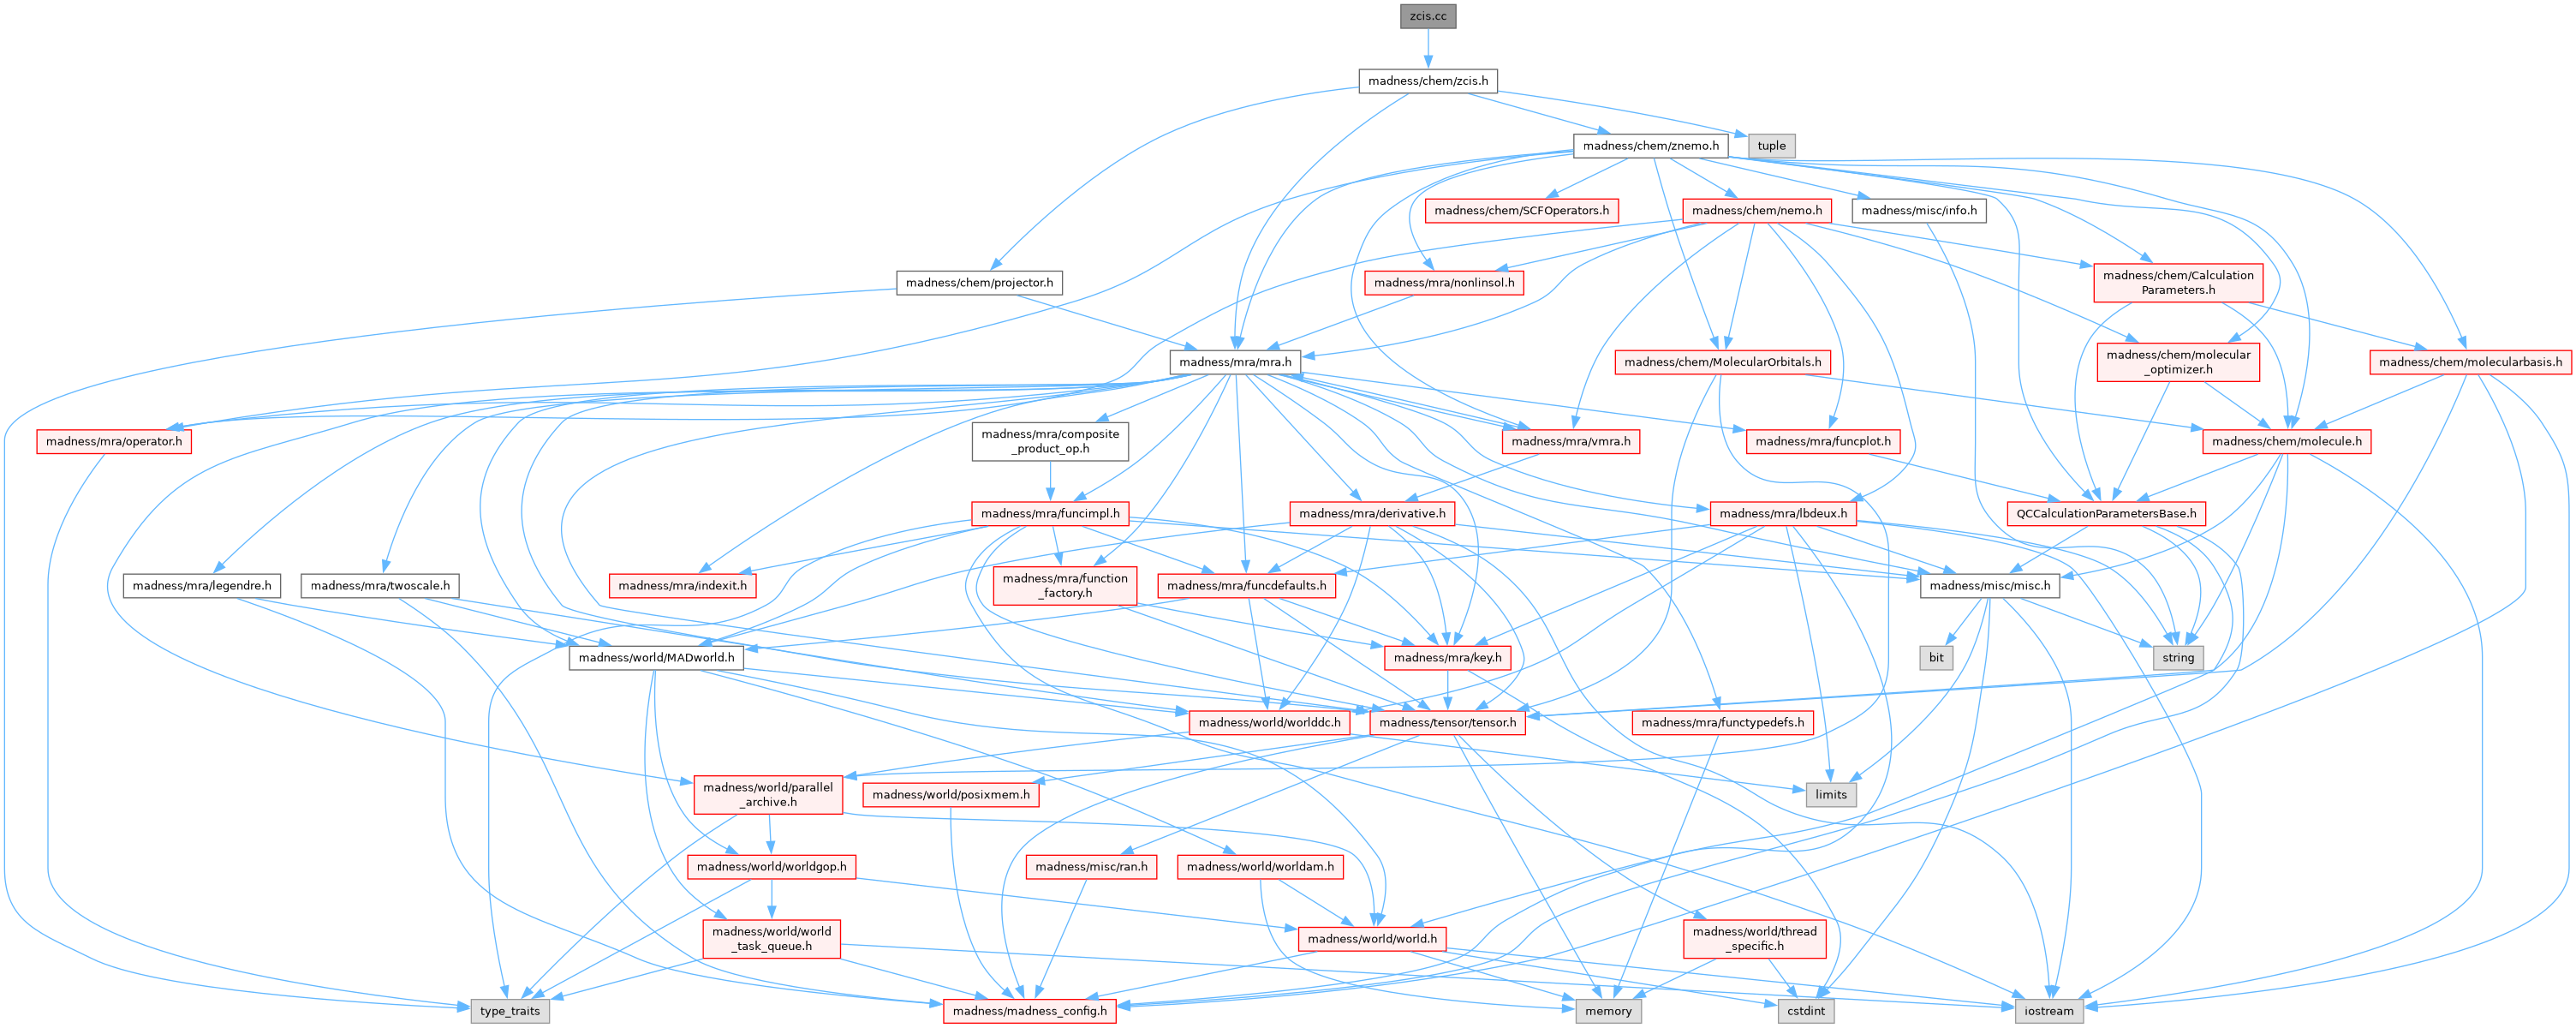 zcis.cc
madness/chem/zcis.h
madness/chem/znemo.h
tuple
madness/chem/SCFOperators.h
madness/chem/nemo.h
madness/misc/info.h
madness/chem/projector.h
madness/mra/nonlinsol.h
madness/chem/Calculation
Parameters.h
madness/mra/mra.h
madness/chem/MolecularOrbitals.h
madness/chem/molecular
_optimizer.h
madness/chem/molecularbasis.h
madness/mra/operator.h
madness/mra/composite
_product_op.h
madness/mra/vmra.h
madness/mra/funcplot.h
madness/chem/molecule.h
madness/mra/funcimpl.h
madness/mra/derivative.h
madness/mra/lbdeux.h
QCCalculationParametersBase.h
madness/mra/legendre.h
madness/mra/twoscale.h
madness/mra/indexit.h
madness/mra/function
_factory.h
madness/mra/funcdefaults.h
madness/misc/misc.h
madness/world/MADworld.h
madness/mra/key.h
bit
string
madness/world/worlddc.h
madness/tensor/tensor.h
madness/mra/functypedefs.h
madness/world/parallel
_archive.h
madness/world/posixmem.h
limits
madness/world/worldgop.h
madness/misc/ran.h
madness/world/worldam.h
madness/world/world
_task_queue.h
madness/world/world.h
madness/world/thread
_specific.h
type_traits
madness/madness_config.h
memory
cstdint
iostream